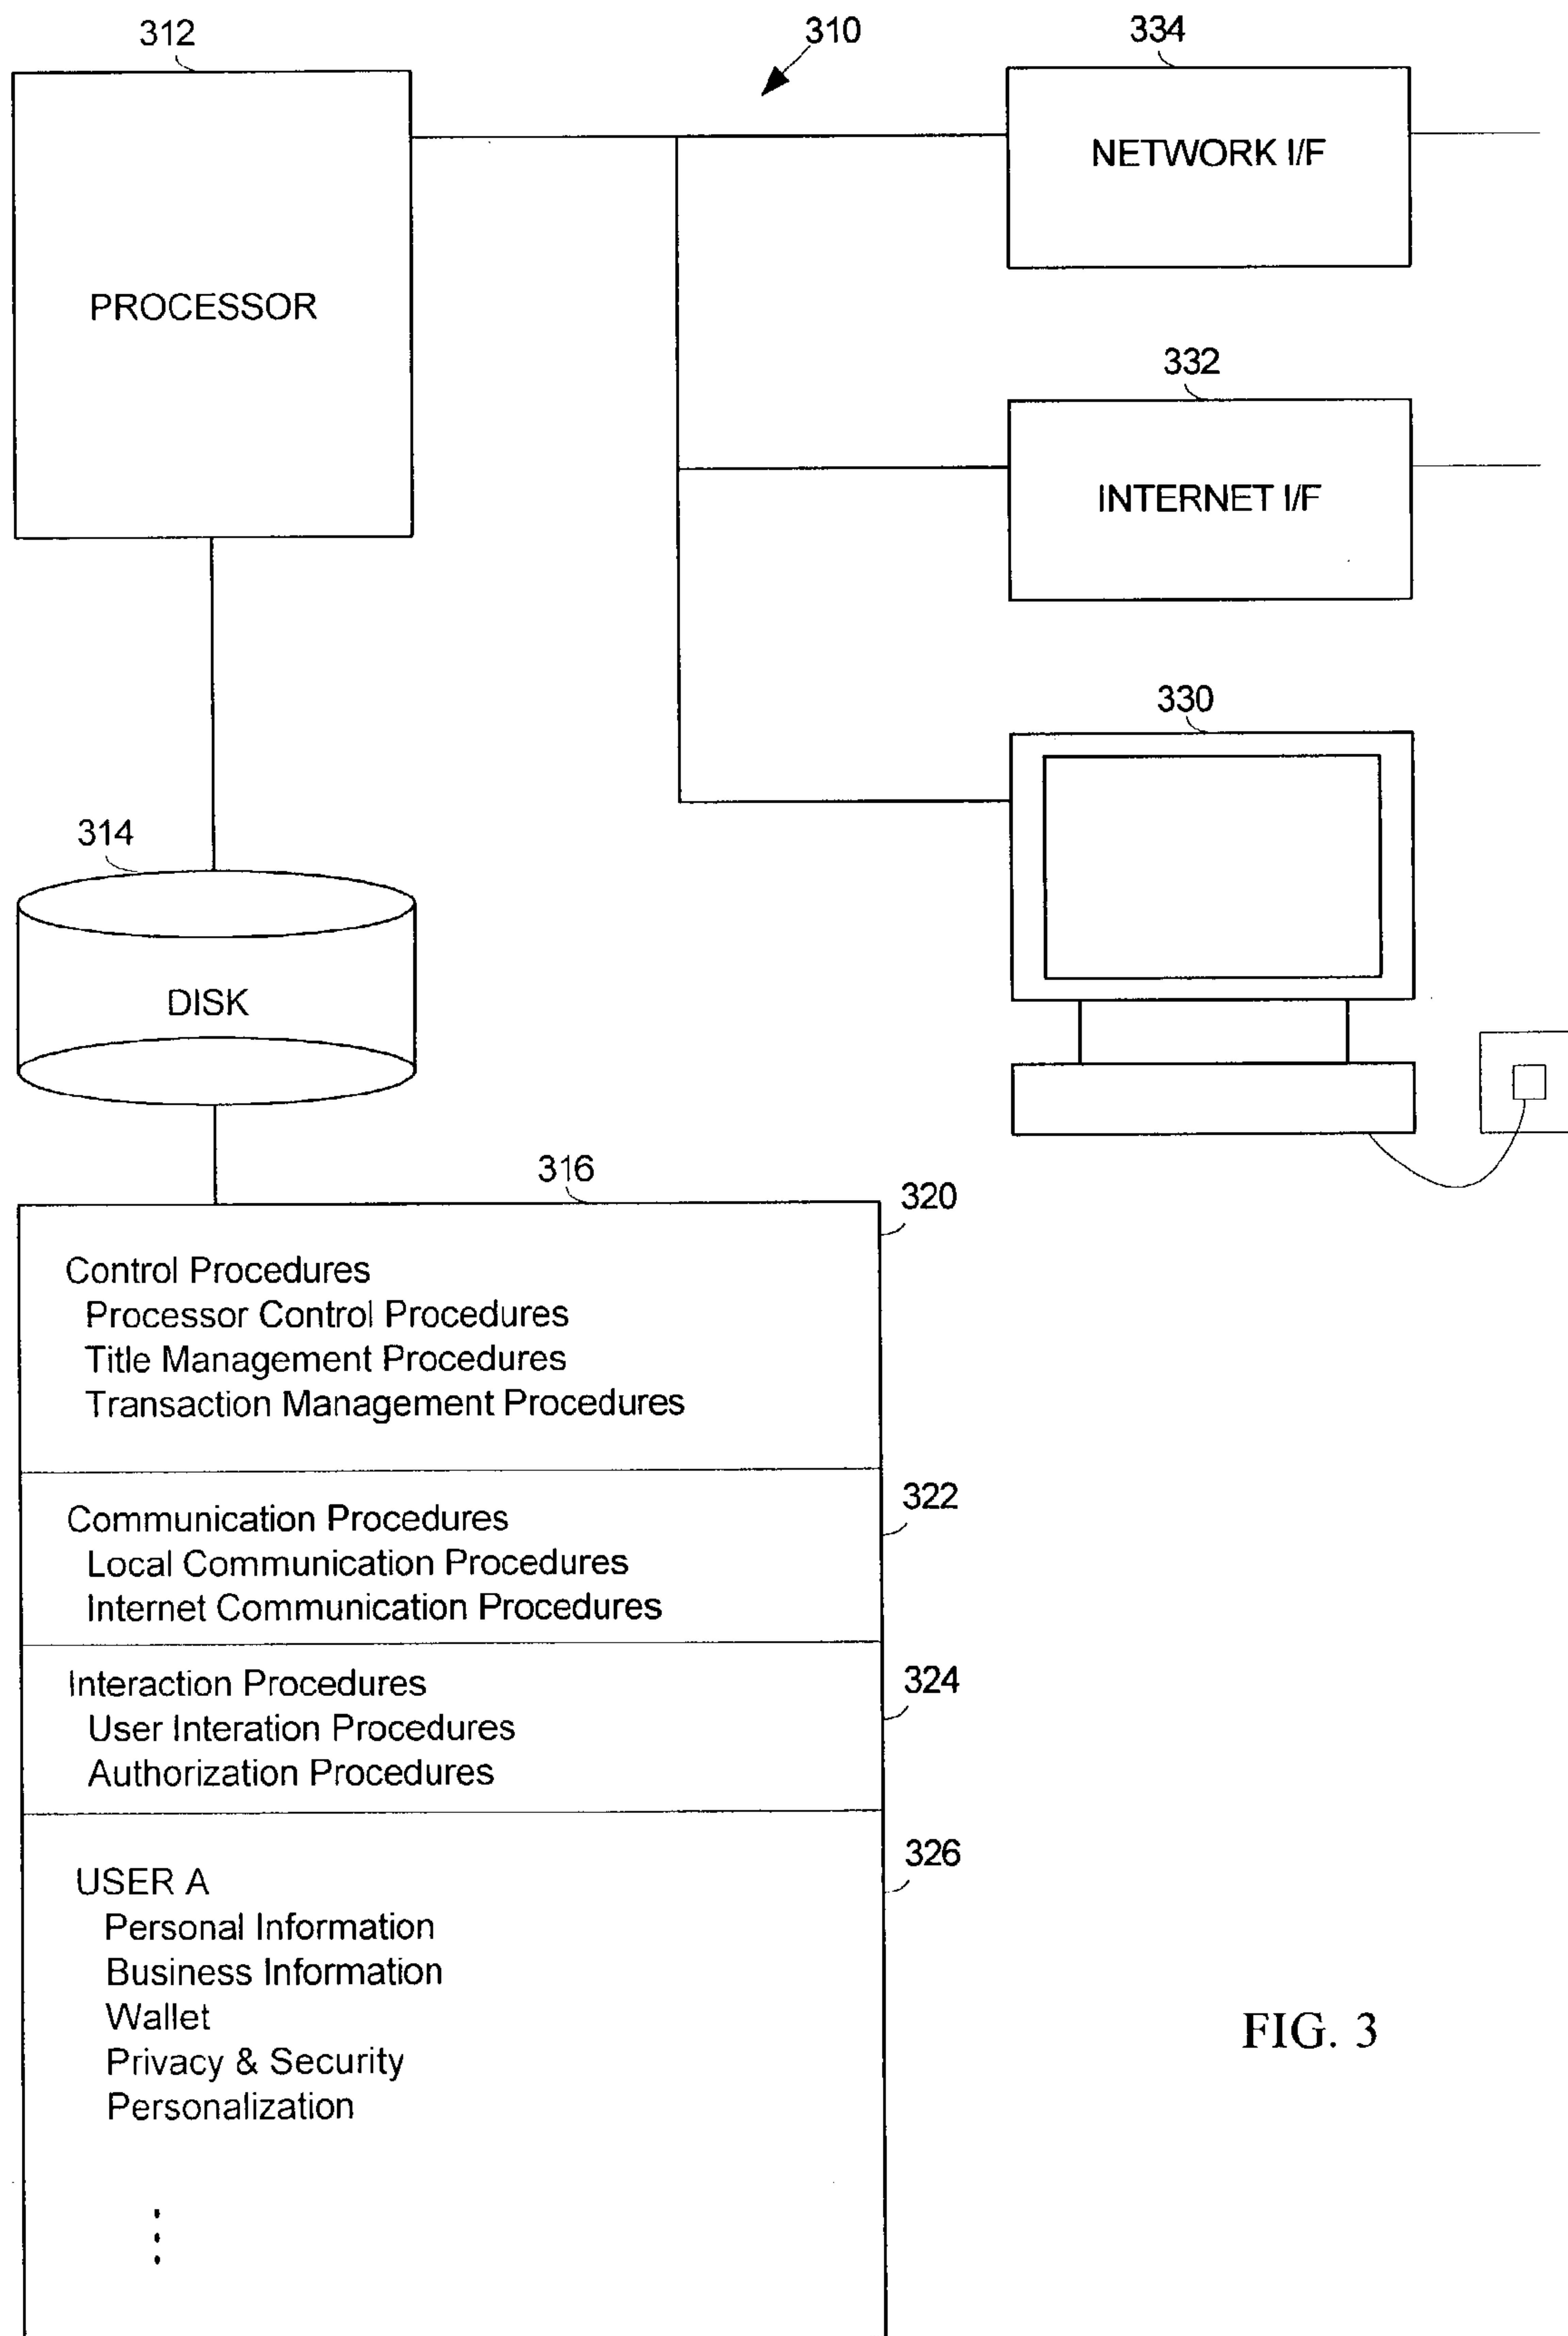 312
310
334
NETWORK I/F
PROCESSOR
332
INTERNET I/F
330
314
DISK
316
320
Control Procedures
Processor Control Procedures
Title Management Procedures
Transaction Management Procedures
322
Communication Procedures
Local Communication Procedures
Internet Communication Procedures
324
Interaction Procedures
User Interation Procedures
Authorization Procedures
326
USER A
Personal Information
Business Information
Wallet
Privacy & Security
Personalization
FIG. 3